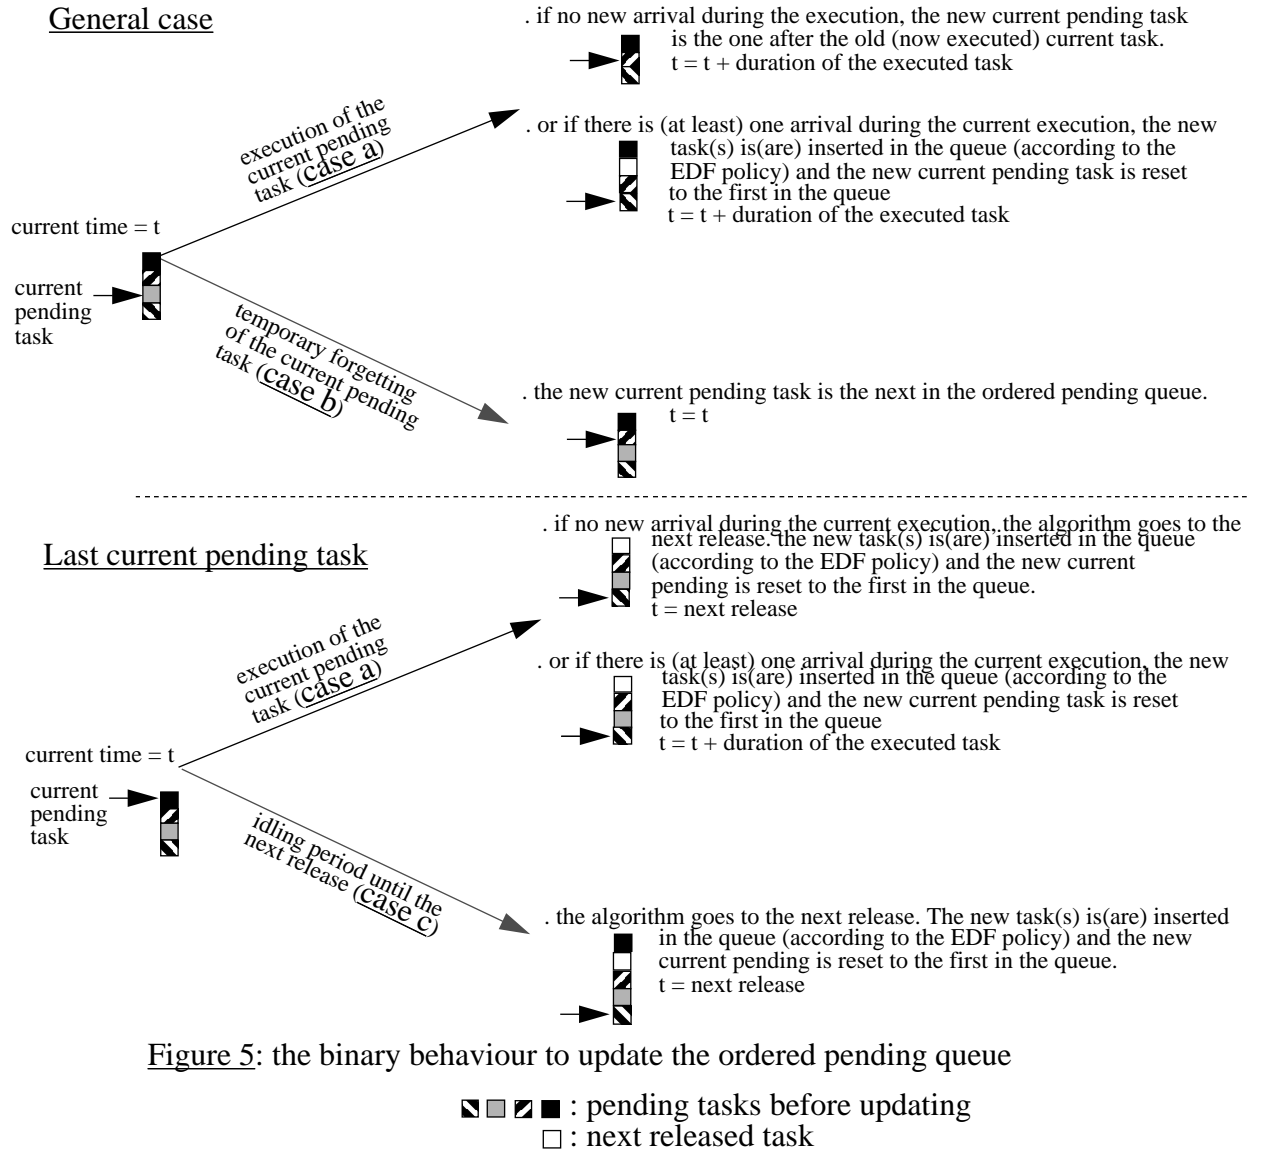 General case
. if no new arrival during the execution, the new current pending task
is the one after the old (now executed) current task.
t = t + duration of the executed task
execution of the
current pending
task (case a)
. or if there is (at least) one arrival during the current execution, the new
task(s) is(are) inserted in the queue (according to the
EDF policy) and the new current pending task is reset
to the first in the queue
t = t + duration of the executed task
current time = t
current
pending
task
temporary forgetting
of the current pending
task (case b)
. the new current pending task is the next in the ordered pending queue.
t = t
Last current pending task
. if no new arrival during the current execution, the algorithm goes to the
next release. the new task(s) is(are) inserted in the queue
(according to the EDF policy) and the new current
pending is reset to the first in the queue.
t = next release
execution of the
current pending
task (case a)
. or if there is (at least) one arrival during the current execution, the new
task(s) is(are) inserted in the queue (according to the
EDF policy) and the new current pending task is reset
to the first in the queue
t = t + duration of the executed task
current time = t
current
pending
task
idling period until the
next release (case c)
. the algorithm goes to the next release. The new task(s) is(are) inserted
in the queue (according to the EDF policy) and the new
current pending is reset to the first in the queue.
t = next release
Figure 5: the binary behaviour to update the ordered pending queue
: pending tasks before updating
: next released task